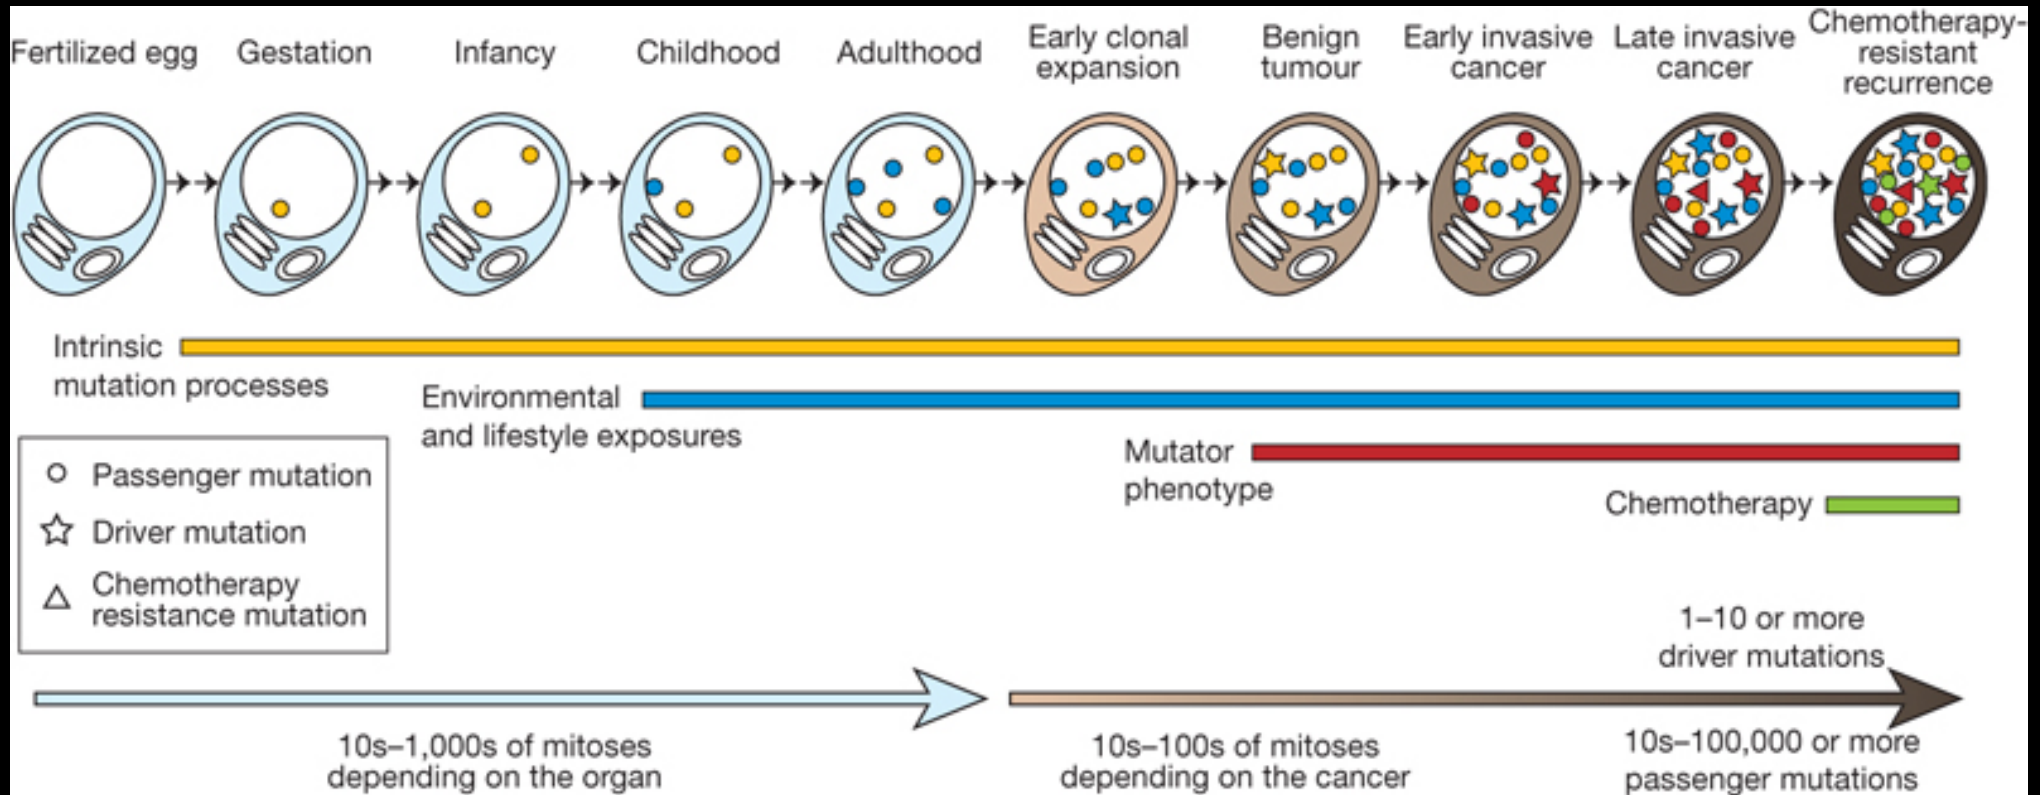 Fertilized egg
Gestation
Infancy
Childhood
Adulthood
Early clonal
expansion
Benign
tumour
Early invasive
cancer
Late invasive
cancer
Chemotherapy-
resistant
recurrence
Intrinsic
mutation processes
Environmental
and lifestyle exposures
Mutator
phenotype
Chemotherapy
Passenger mutation
Driver mutation
Chemotherapy
resistance mutation
1–10 or more
driver mutations
10s–1,000s of mitoses
depending on the organ
10s–100s of mitoses
depending on the cancer
10s–100,000 or more
passenger mutations